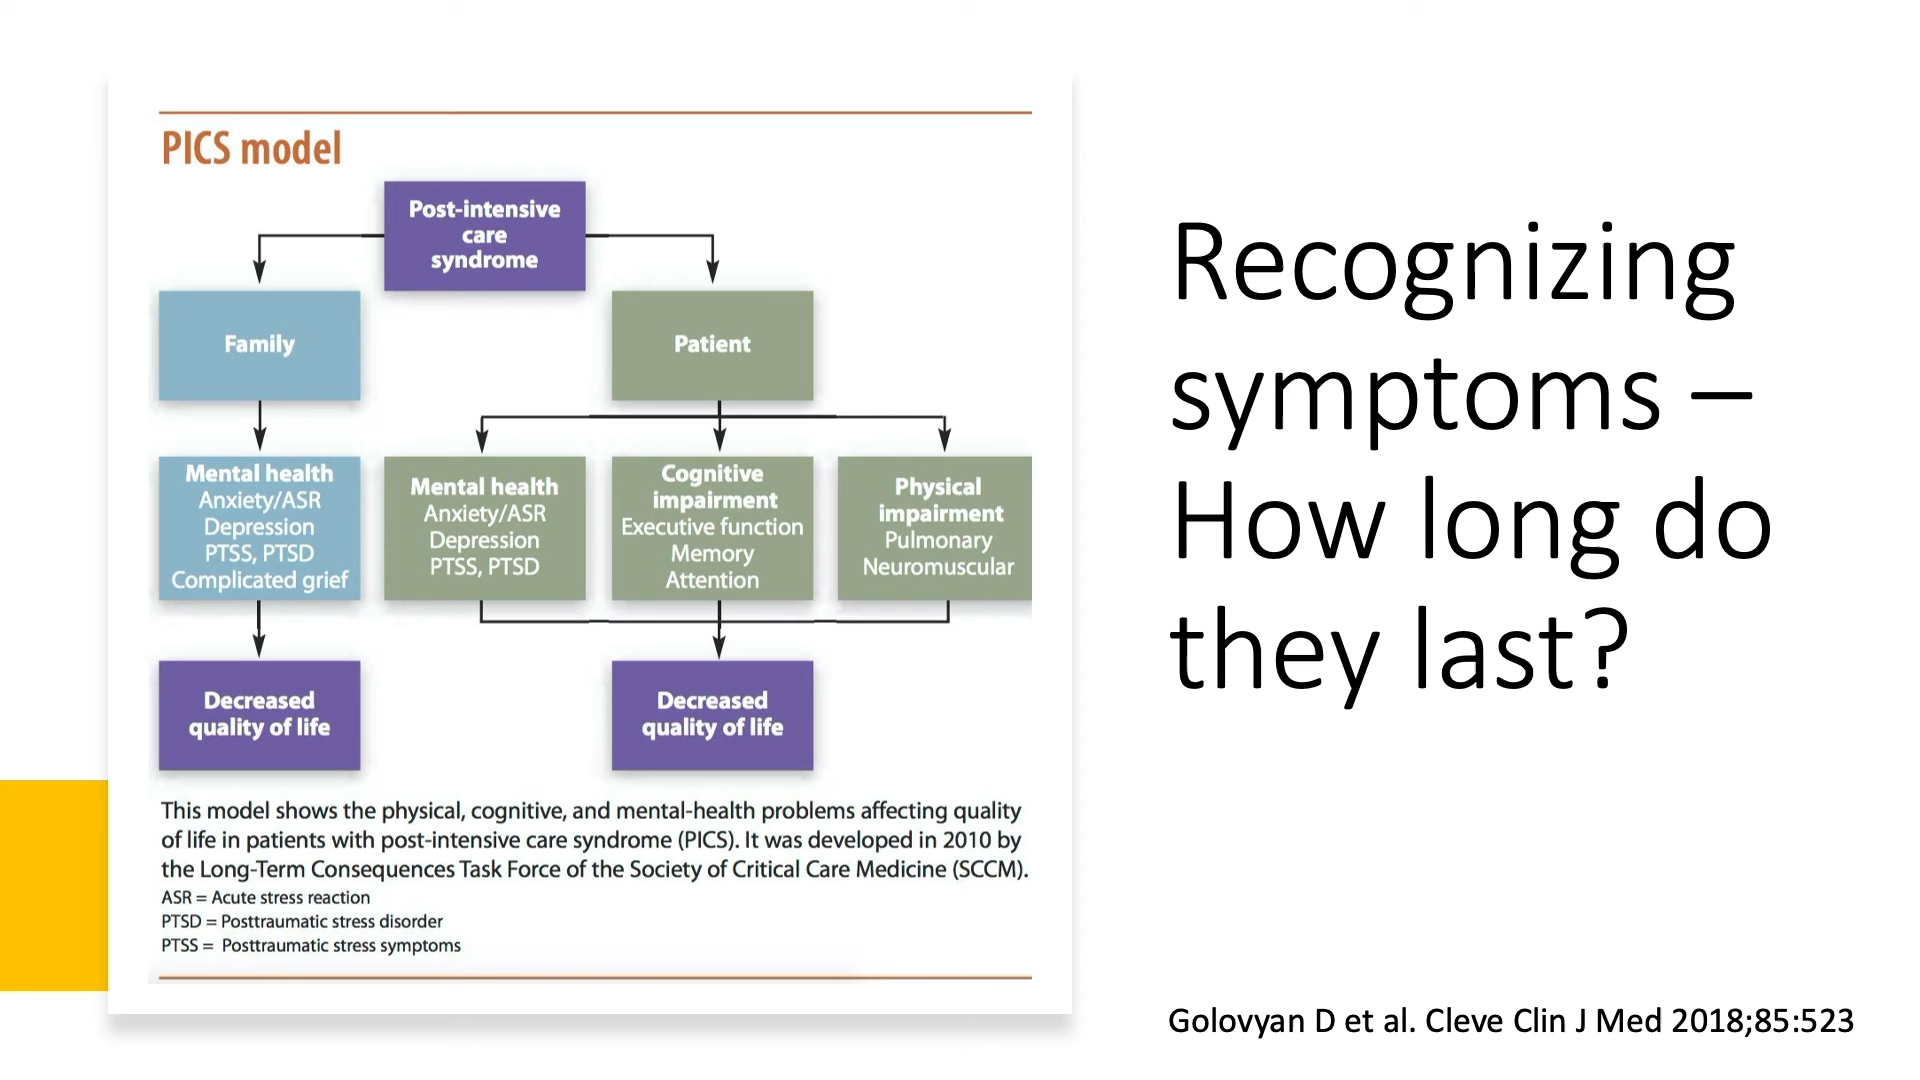 PICS model
Post-intensive
care
syndrome
Family
Patient
Mental health
Anxiety/ASR
Depression
PTSS, PTSD
Complicated grief
Mental health
Anxiety/ASR
Depression
PTSS, PTSD
Cognitive
impairment
Executive function
Memory
Attention
Physical
impairment
Pulmonary
Neuromuscular
Decreased
quality of life
Decreased
quality of life
This model shows the physical, cognitive, and mental-health problems affecting quality
of life in patients with post-intensive care syndrome (PICS). It was developed in 2010 by
the Long-Term Consequences Task Force of the Society of Critical Care Medicine (SCCM).
ASR = Acute stress reaction
PTSD = Posttraumatic stress disorder
PTSS = Posttraumatic stress symptoms
Recognizing
symptoms –
How long do
they last?
Golovyan D et al. Cleve Clin J Med 2018;85:523